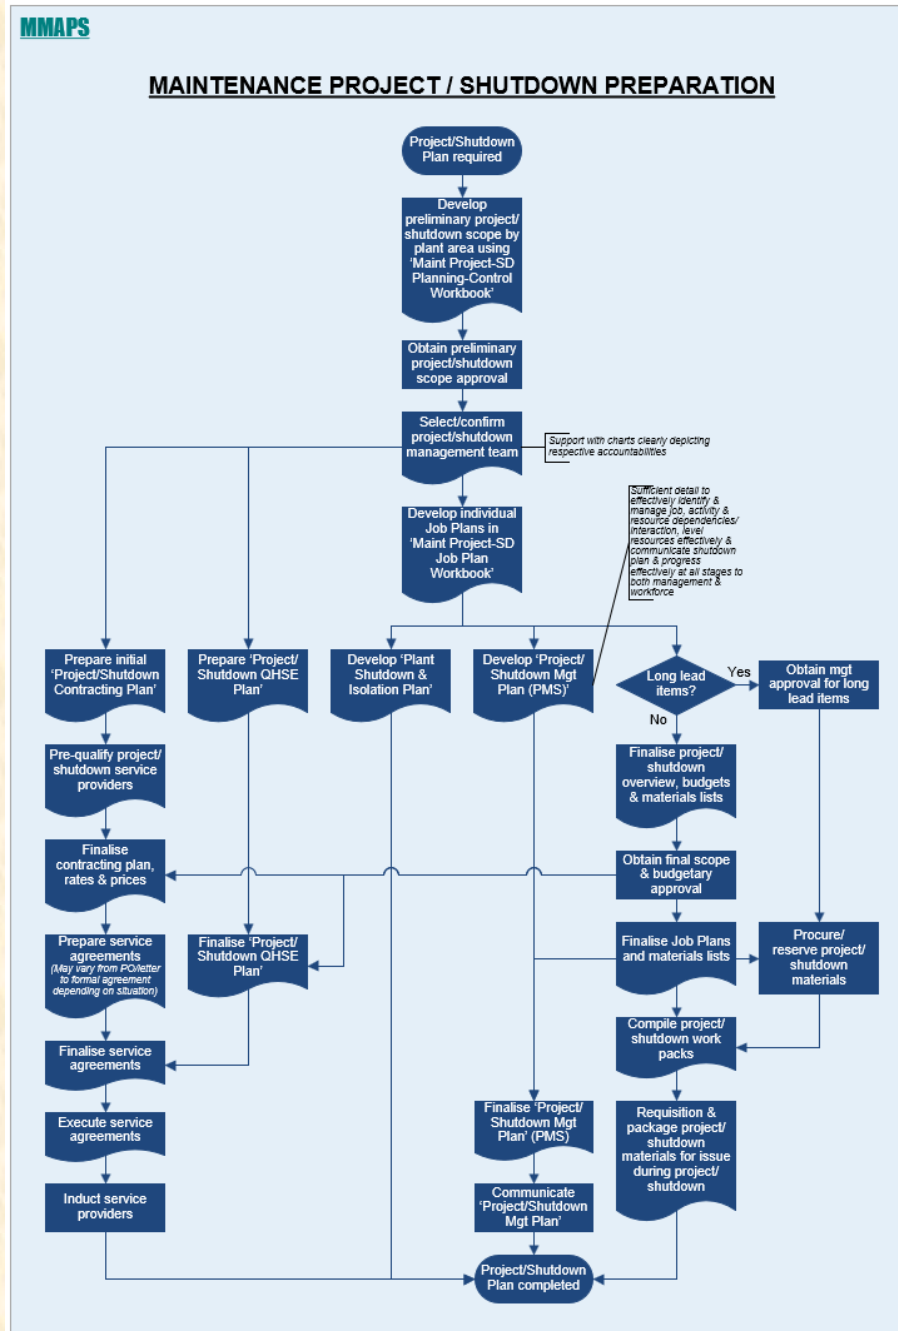 MMAPS
MAINTENANCE PROJECT / SHUTDOWN PREPARATION
Project/Shutdown
Plan required
Develop
preliminary project/
shutdown scope by
plant area using
‘Maint Project-SD
Planning-Control
Workbook’
Obtain preliminary
project/shutdown
scope approval
Select/confirm
project/shutdown
management team
Support with charts clearly depicting
respective accountabilities
Develop individual
Job Plans in
‘Maint Project-SD
Job Plan
Workbook’
Sufficient detail to
effectively identify &
manage job, activity &
resource dependencies/
interaction, level
resources effectively &
communicate shutdown
plan & progress
effectively at all stages to
both management &
workforce
Prepare initial
‘Project/Shutdown
Contracting Plan’
Prepare ‘Project/
Shutdown QHSE
Plan’
Develop ‘Plant
Shutdown &
Isolation Plan’
Develop ‘Project/
Shutdown Mgt
Plan (PMS)’
Long lead
items?
Yes
No
Obtain mgt
approval for long
lead items
Pre-qualify project/
shutdown service
providers
Finalise project/
shutdown
overview, budgets
& materials lists
Finalise
contracting plan,
rates & prices
Obtain final scope
& budgetary
approval
Prepare service
agreements
(May vary from PO/letter
to formal agreement
depending on situation)
Finalise ‘Project/
Shutdown QHSE
Plan’
Finalise Job Plans
and materials lists
Procure/
reserve project/
shutdown
materials
Finalise service
agreements
Compile project/
shutdown work
packs
Execute service
agreements
Finalise ‘Project/
Shutdown Mgt
Plan’ (PMS)
Requisition &
package project/
shutdown
materials for issue
during project/
shutdown
Induct service
providers
Communicate
‘Project/Shutdown
Mgt Plan’
Project/Shutdown
Plan completed